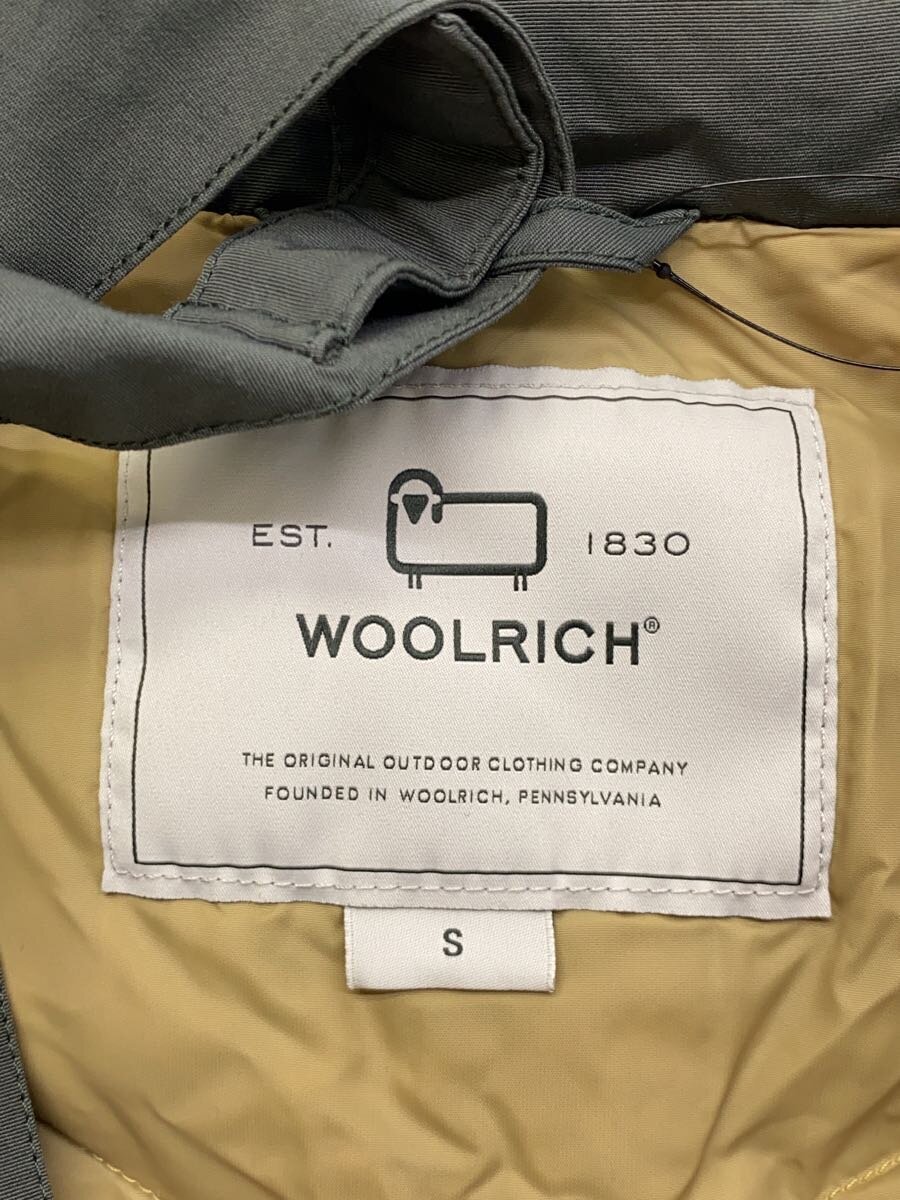 EST. 1830
WOOLRICH®
THE ORIGINAL OUTDOOR CLOTHING COMPANY
FOUNDED IN WOOLRICH, PENNSYLVANIA
S